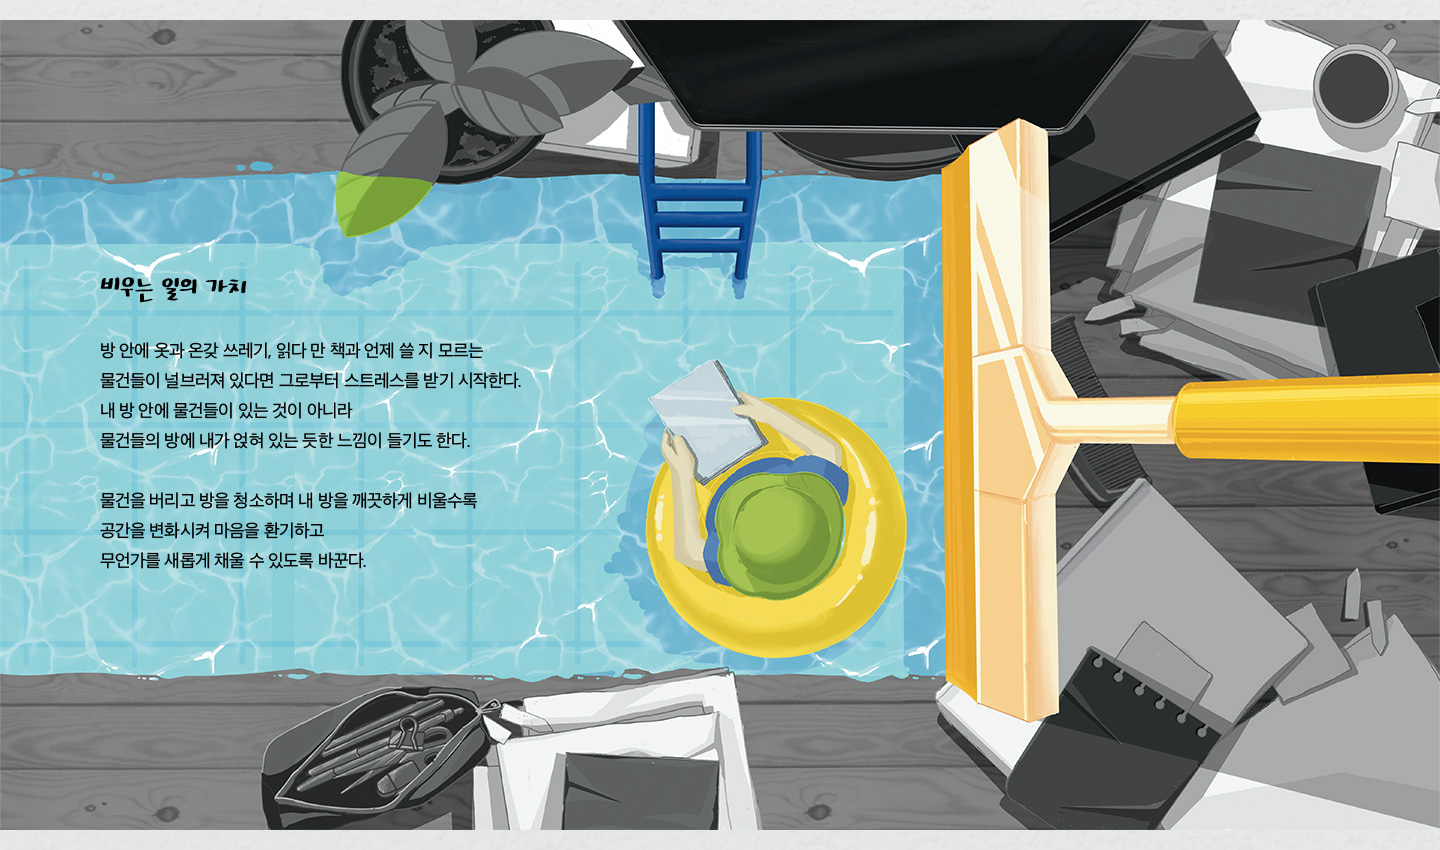 비우는 일의 가치
방 안에 옷과 온갖 쓰레기, 읽다 만 책과 언제 쓸 지 모르는
물건들이 널브러져 있다면 그로부터 스트레스를 받기 시작한다.
내 방 안에 물건들이 있는 것이 아니라
물건들의 방에 내가 얹혀 있는 듯한 느낌이 들기도 한다.
물건을 버리고 방을 청소하며 내 방을 깨끗하게 비울수록
공간을 변화시켜 마음을 환기하고
무언가를 새롭게 채울 수 있도록 바꾼다.